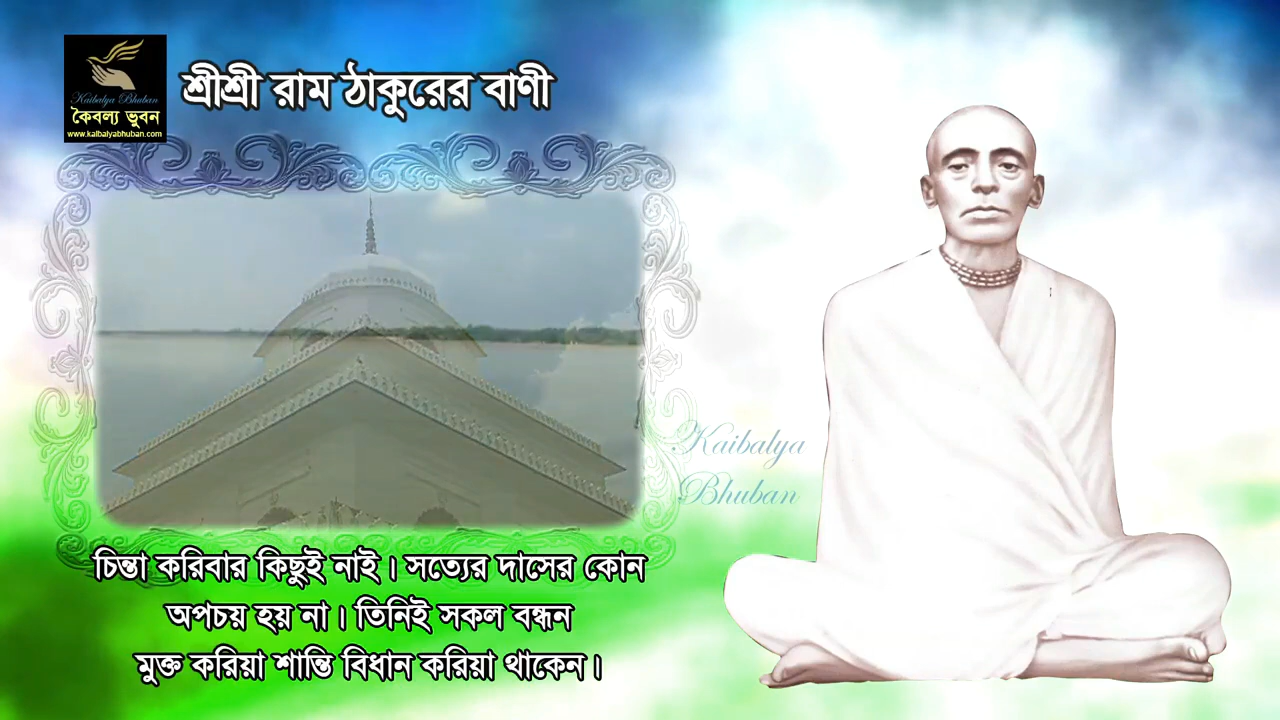 Kaibalya Bhuban
কৈবল্য ভুবন
www.kaibalyabhuban.com
শ্রীশ্রী রাম ঠাকুরের বাণী
Kaibalya
Bhuban
চিন্তা করিবার কিছুই নাই। সত্যের দাসের কোন
অপচয় হয় না। তিনিই সকল বন্ধন
মুক্ত করিয়া শান্তি বিধান করিয়া থাকেন।